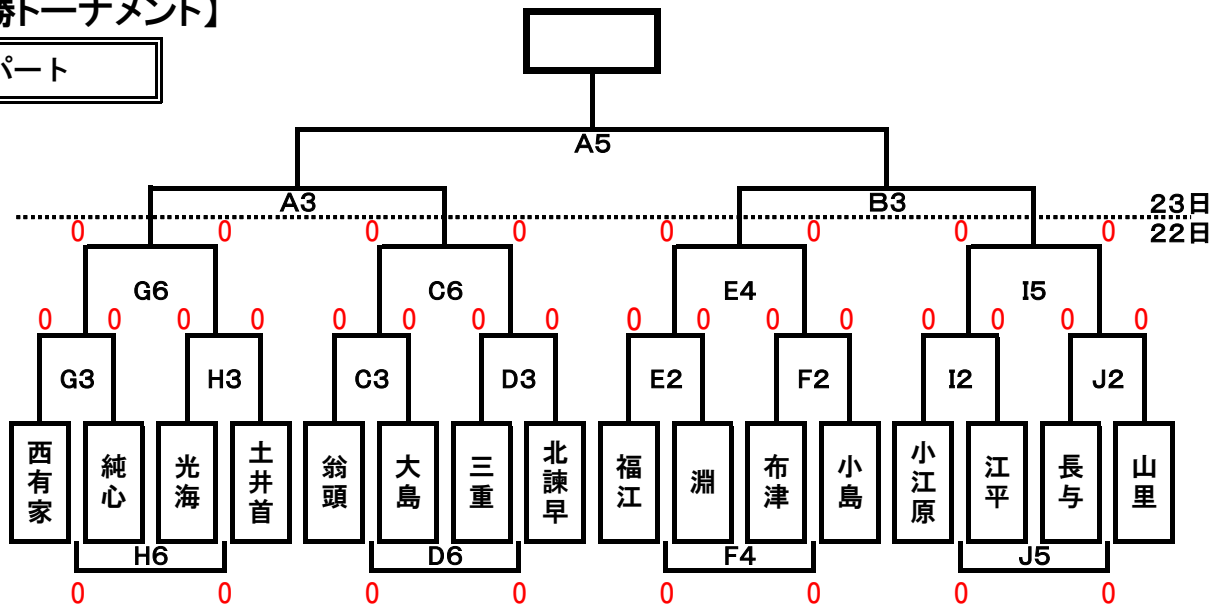 勝トーナメント】
パート
A5
A3 B3 23日
0 0 0 0 0 0 0 0 22日
G6 C6 E4 I5
0 0 0 0 0 0 0 0 0 0 0 0 0 0 0 0
G3 H3 C3 D3 E2 F2 I2 J2
西有家 純心 光海 土井首 翁頭 大島 三重 北諫早 福江 淵 布津 小島 小江原 江平 長与 山里
H6 D6 F4 J5
0 0 0 0 0 0 0 0